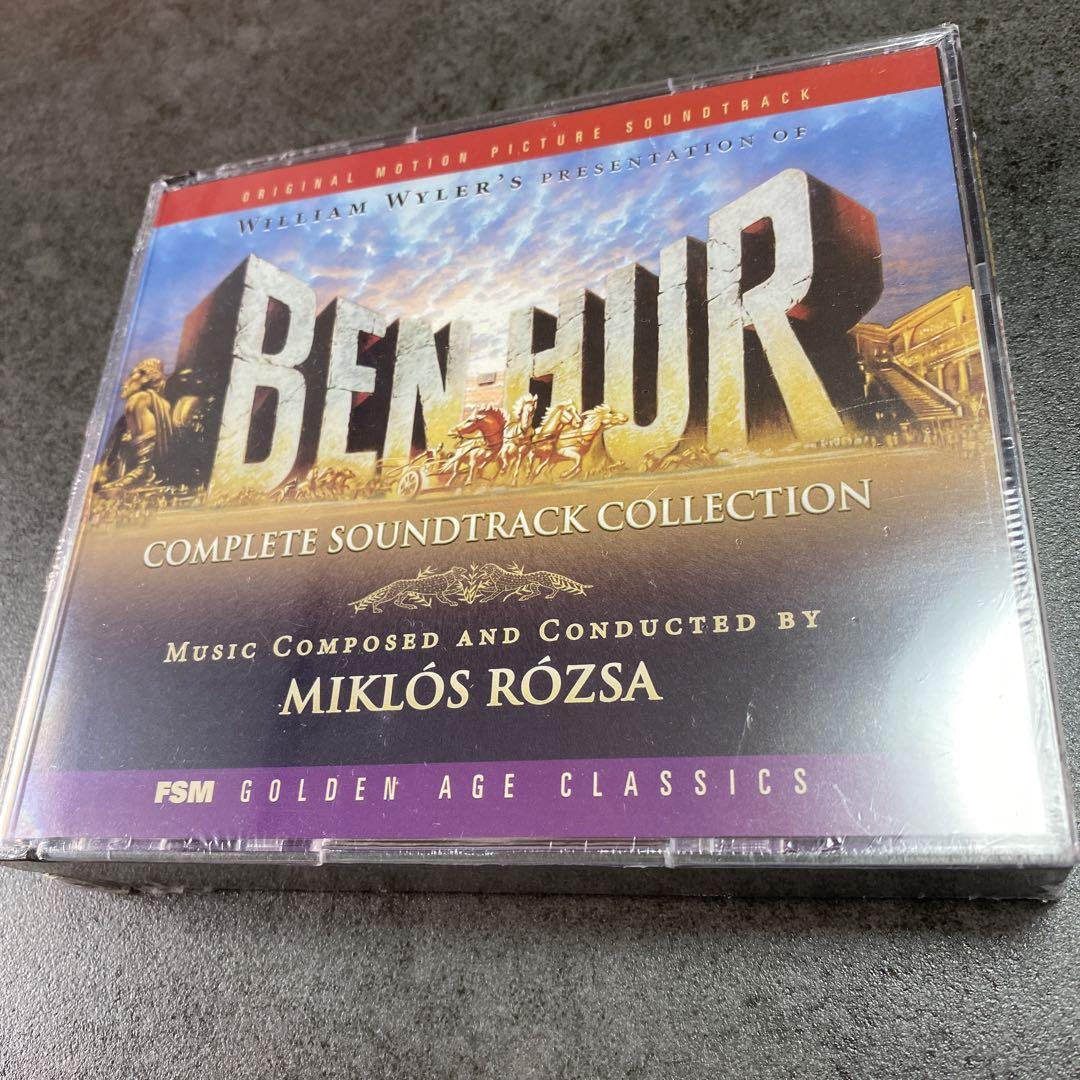 ORIGINAL MOTION PICTURE SOUNDTRACK
WILLIAM WYLER'S PRESENTATION OF
BEN-HUR
COMPLETE SOUNDTRACK COLLECTION
MUSIC COMPOSED AND CONDUCTED BY
MIKLÓS RÓZSA
FSM GOLDEN AGE CLASSICS